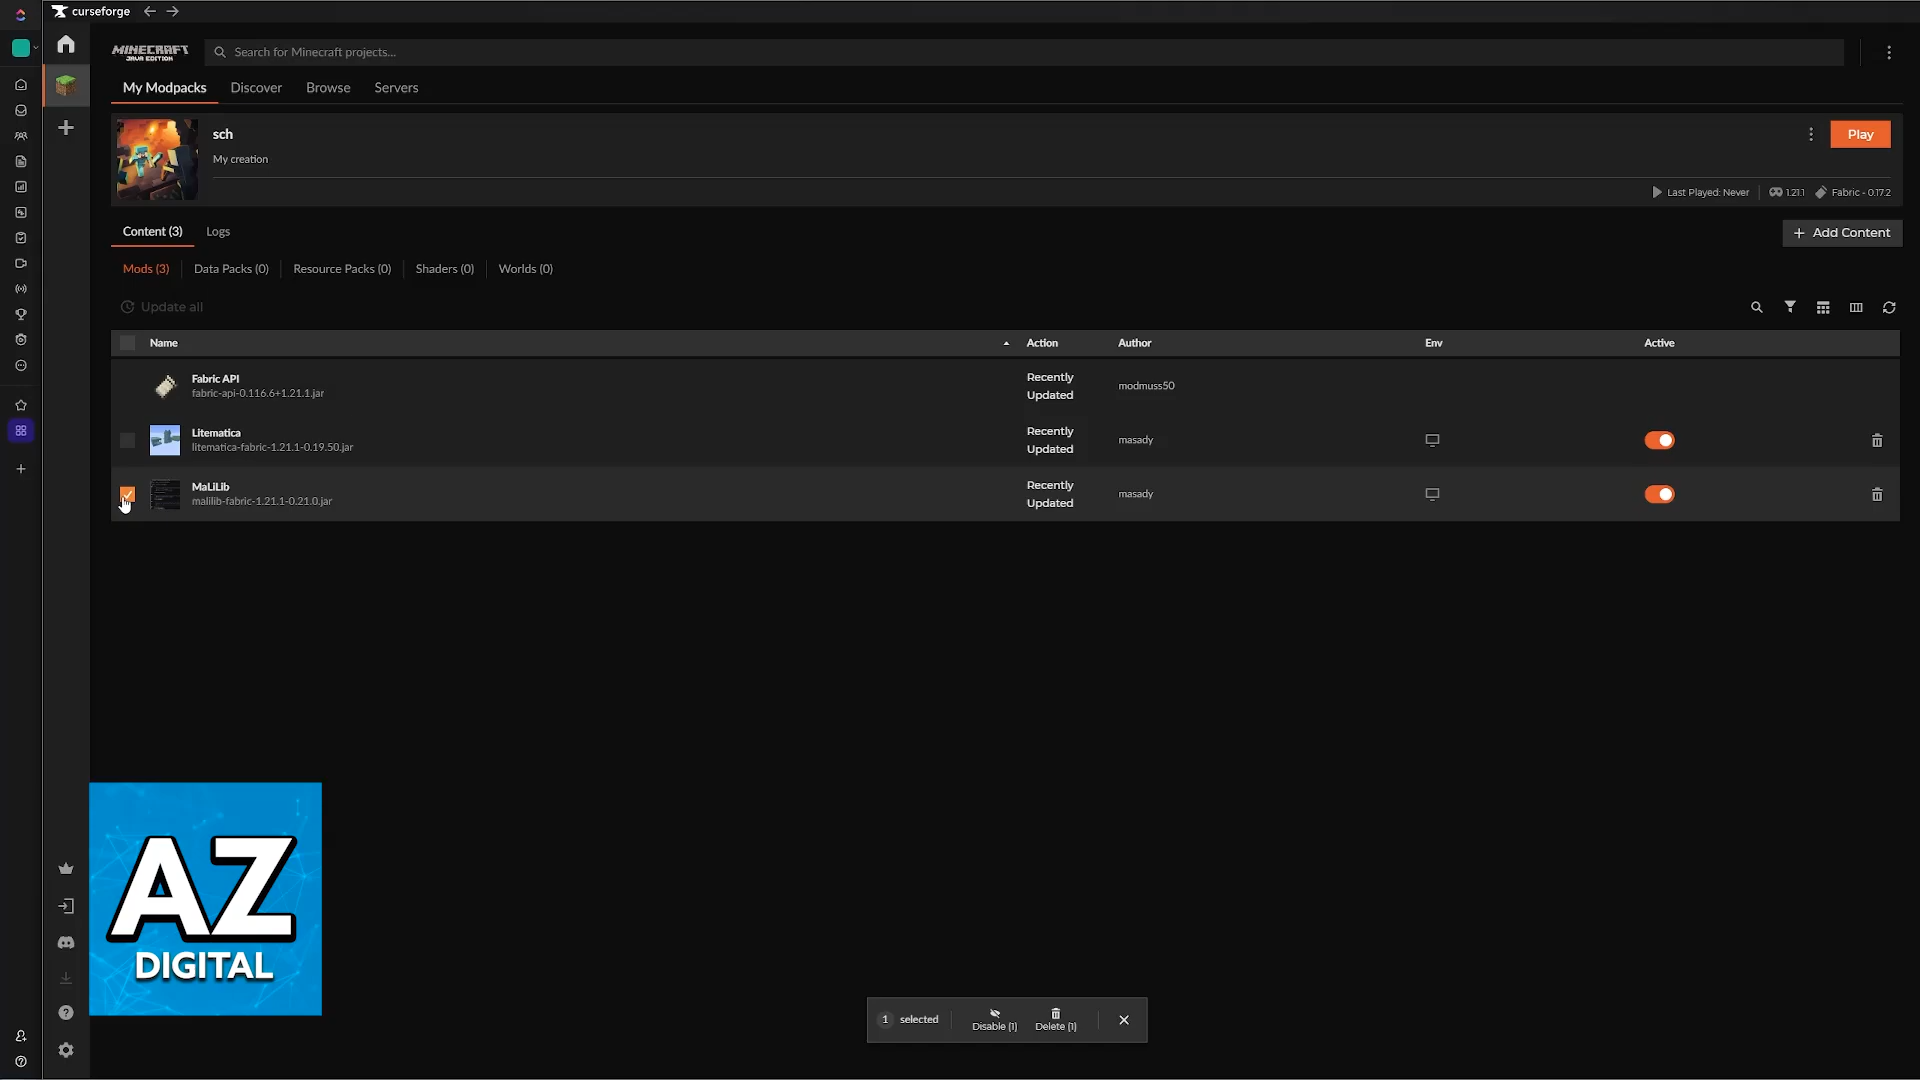 curseforge
MINECRAFT
JAVA EDITION
Search for Minecraft projects...
My Modpacks
Discover
Browse
Servers
sch
Play
My creation
Last Played: Never
1.21.1
Fabric - 0.17.2
Content (3)
Logs
Add Content
Mods (3)
Data Packs (0)
Resource Packs (0)
Shaders (0)
Worlds (0)
Update all
Name
Action
Author
Env
Active
Fabric API
fabric-api-0.116.6+1.21.1.jar
Recently
Updated
modmuss50
Litematica
litematica-fabric-1.21.1-0.19.50.jar
Recently
Updated
masady
MaLiLib
malilib-fabric-1.21.1-0.21.0.jar
Recently
Updated
masady
AZ
DIGITAL
1 selected
Disable (1)
Delete (1)